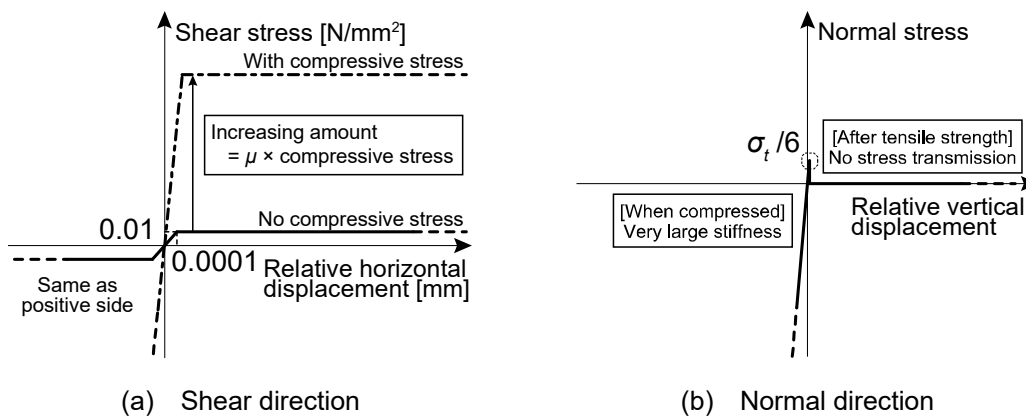 Shear stress [N/mm²]
With compressive stress
Increasing amount
= μ × compressive stress
No compressive stress
0.01
0.0001
Relative horizontal
displacement [mm]
Same as
positive side
(a) Shear direction
Normal stress
σt /6
[After tensile strength]
No stress transmission
[When compressed]
Very large stiffness
Relative vertical
displacement
(b) Normal direction